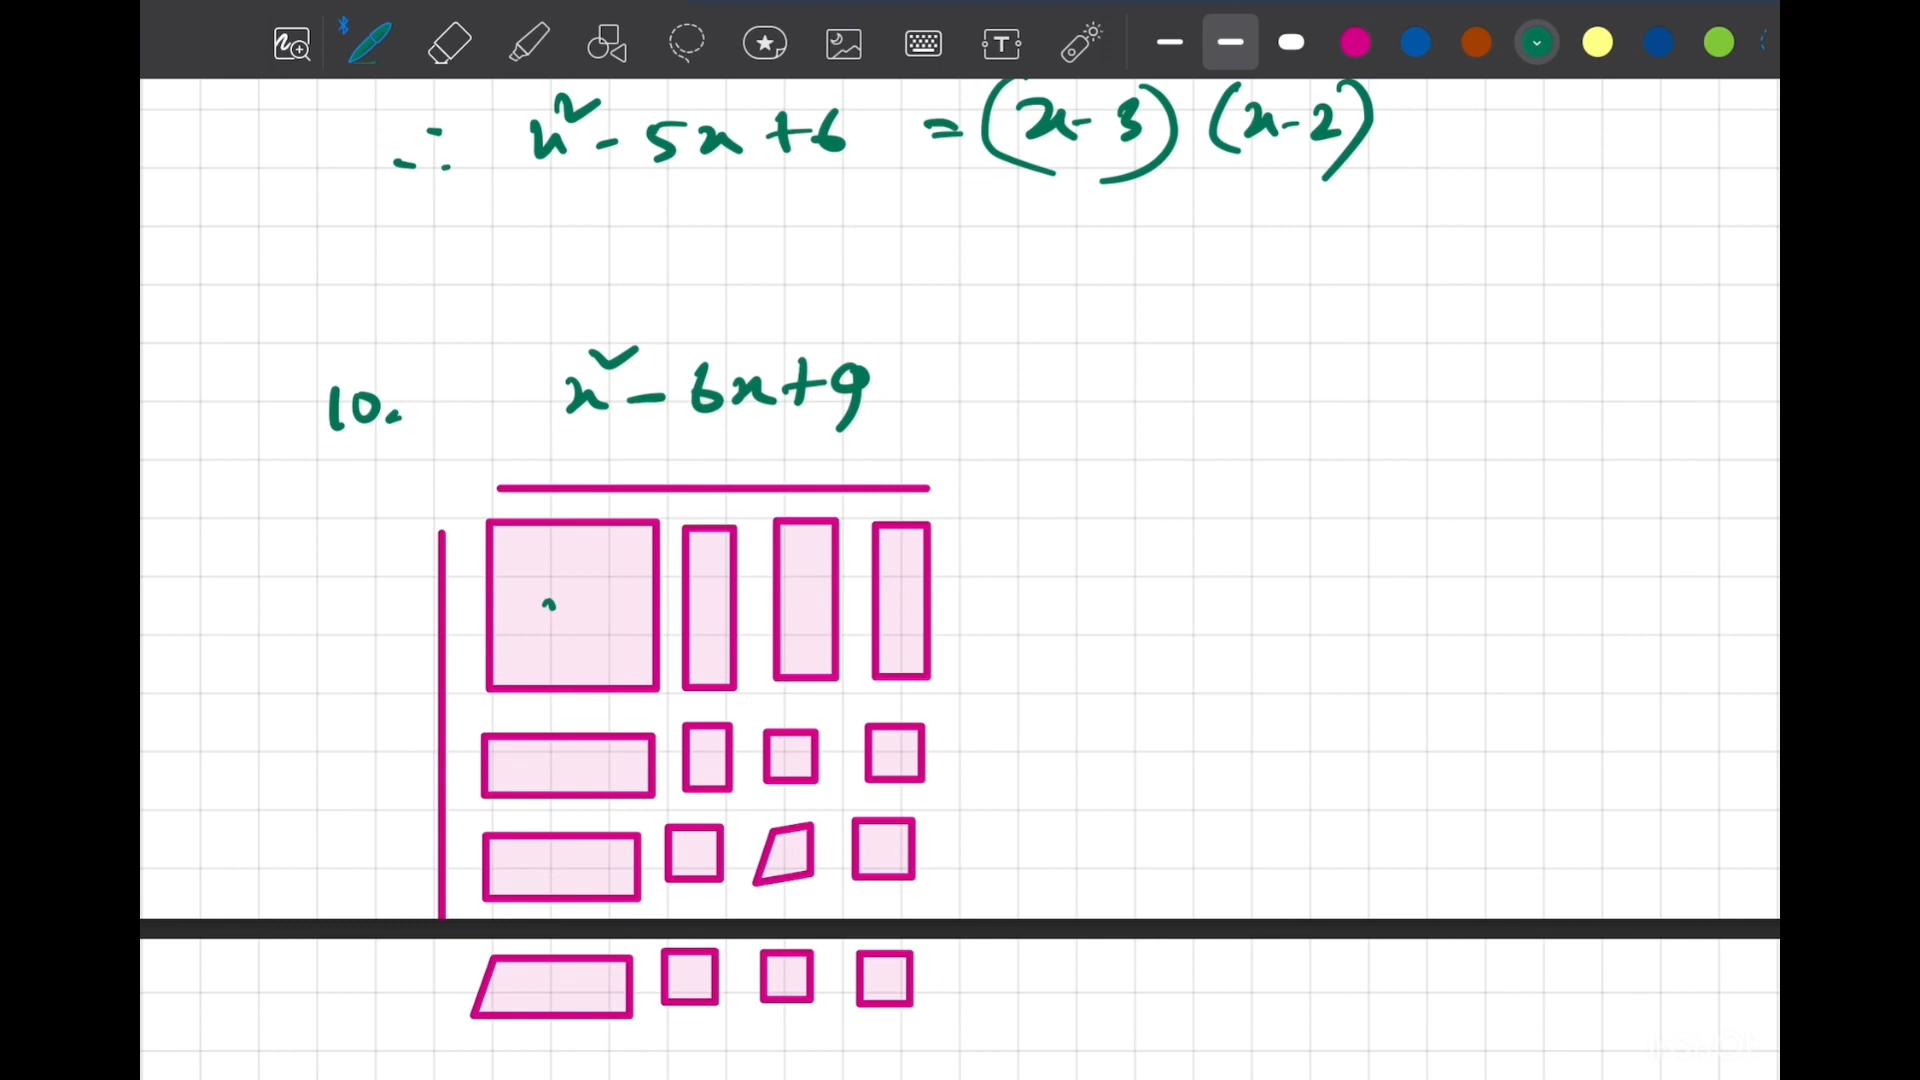 ∴ x² - 5x + 6 = (x - 3) (x - 2)
10. x² - 6x + 9